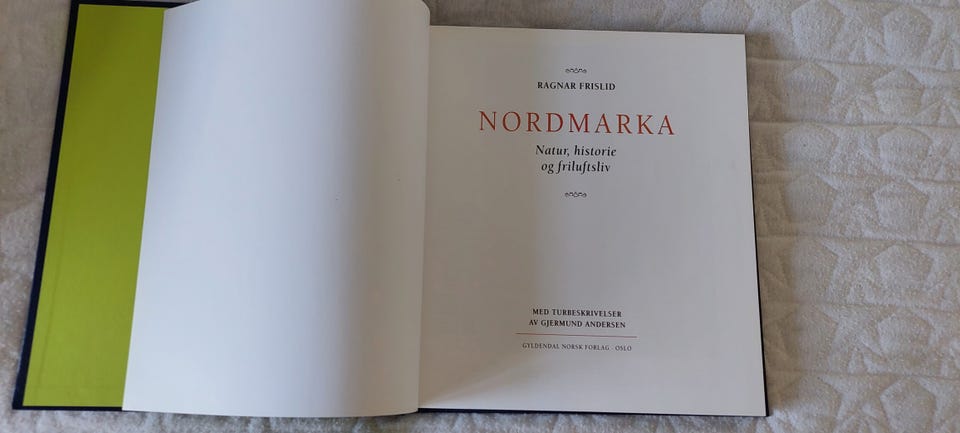 RAGNAR FRISLID
NORDMARKA
Natur, historie
og friluftsliv
MED TURBESKRIVELSER
AV GJERMUND ANDERSEN
GYLDENDAL NORSK FORLAG · OSLO